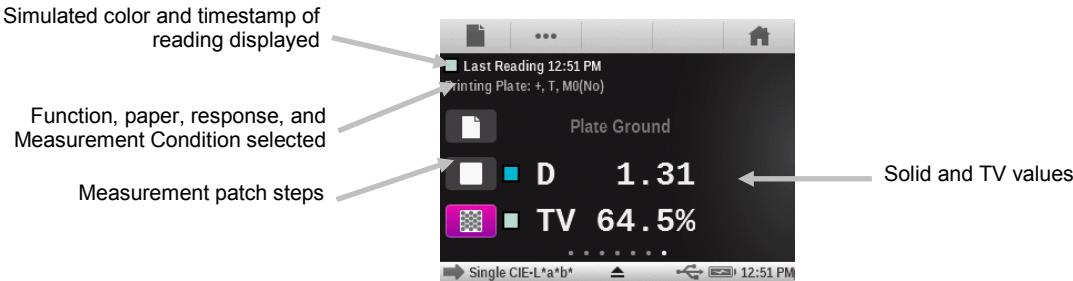 Simulated color and timestamp of
reading displayed
Function, paper, response, and
Measurement Condition selected
Measurement patch steps
•••
Last Reading 12:51 PM
Printing Plate: +, T, M0(No)
Plate Ground
D 1.31
TV 64.5%
Single CIE-L*a*b* 12:51 PM
Solid and TV values